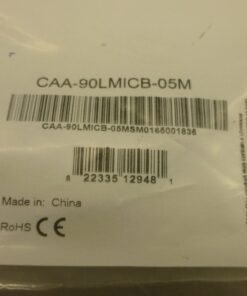 CAA-90LMICB-05M
CAA-90LMICB-05MSM0165001836
8 22335 12948 1
Made in: China
RoHS CE